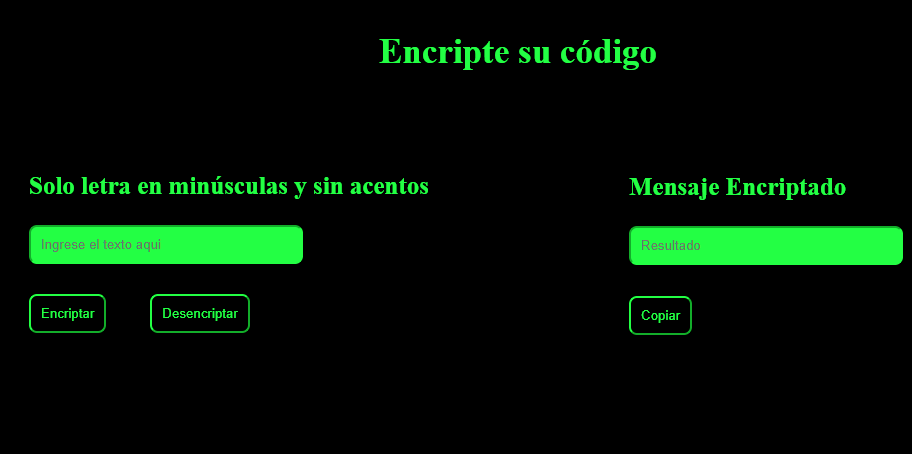 Encripte su código
Solo letra en minúsculas y sin acentos
Mensaje Encriptado
Ingrese el texto aqui
Resultado
Encriptar
Desencriptar
Copiar